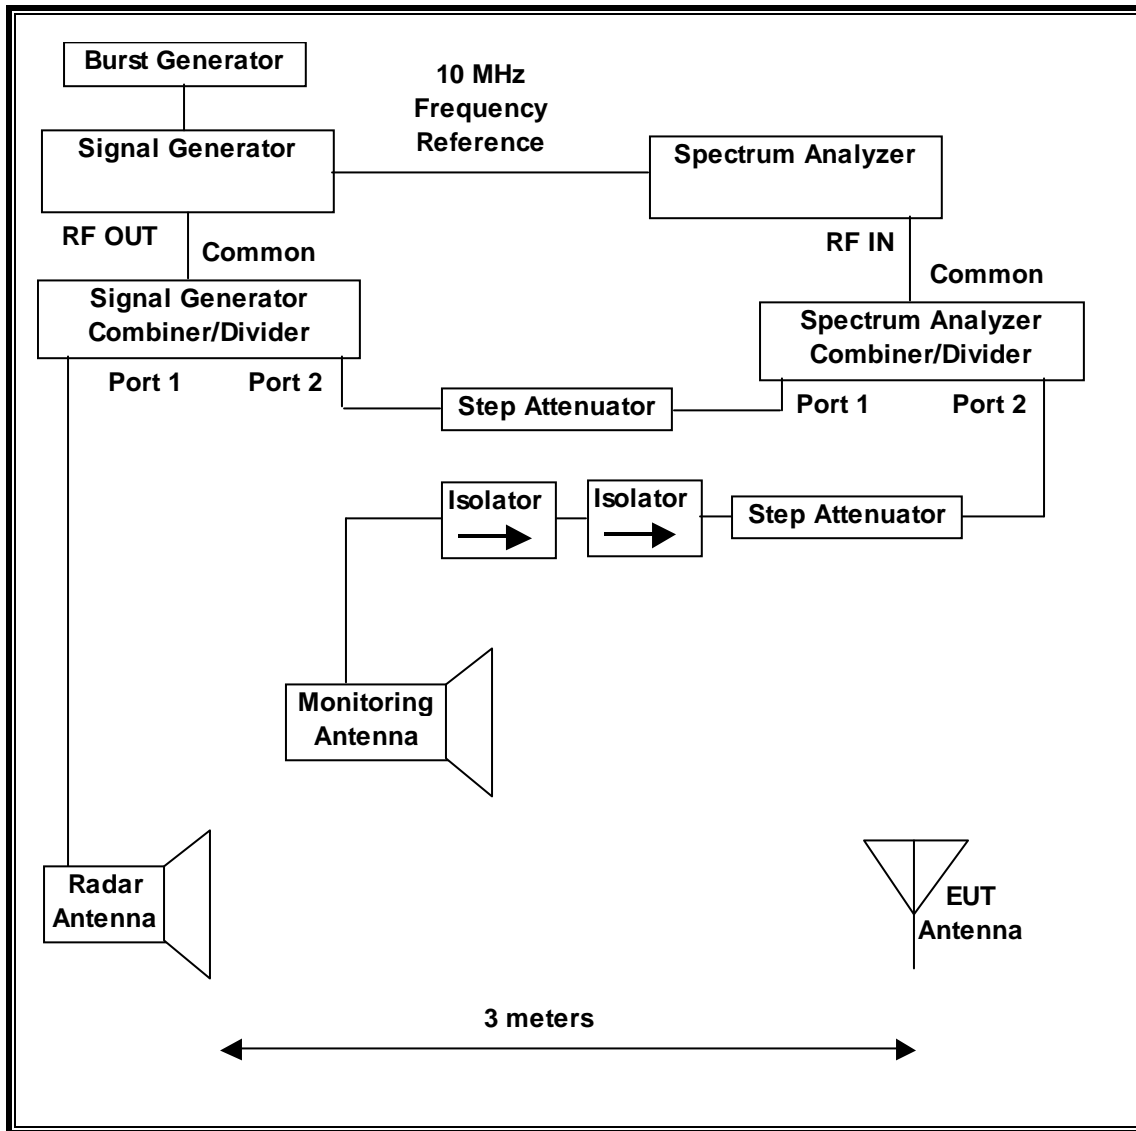 Burst Generator
10 MHz
Frequency
Reference
Signal Generator
Spectrum Analyzer
RF OUT
Common
RF IN
Common
Signal Generator
Combiner/Divider
Spectrum Analyzer
Combiner/Divider
Port 1
Port 2
Step Attenuator
Port 1
Port 2
Isolator
Isolator
Step Attenuator
Monitoring
Antenna
Radar
Antenna
EUT
Antenna
3 meters